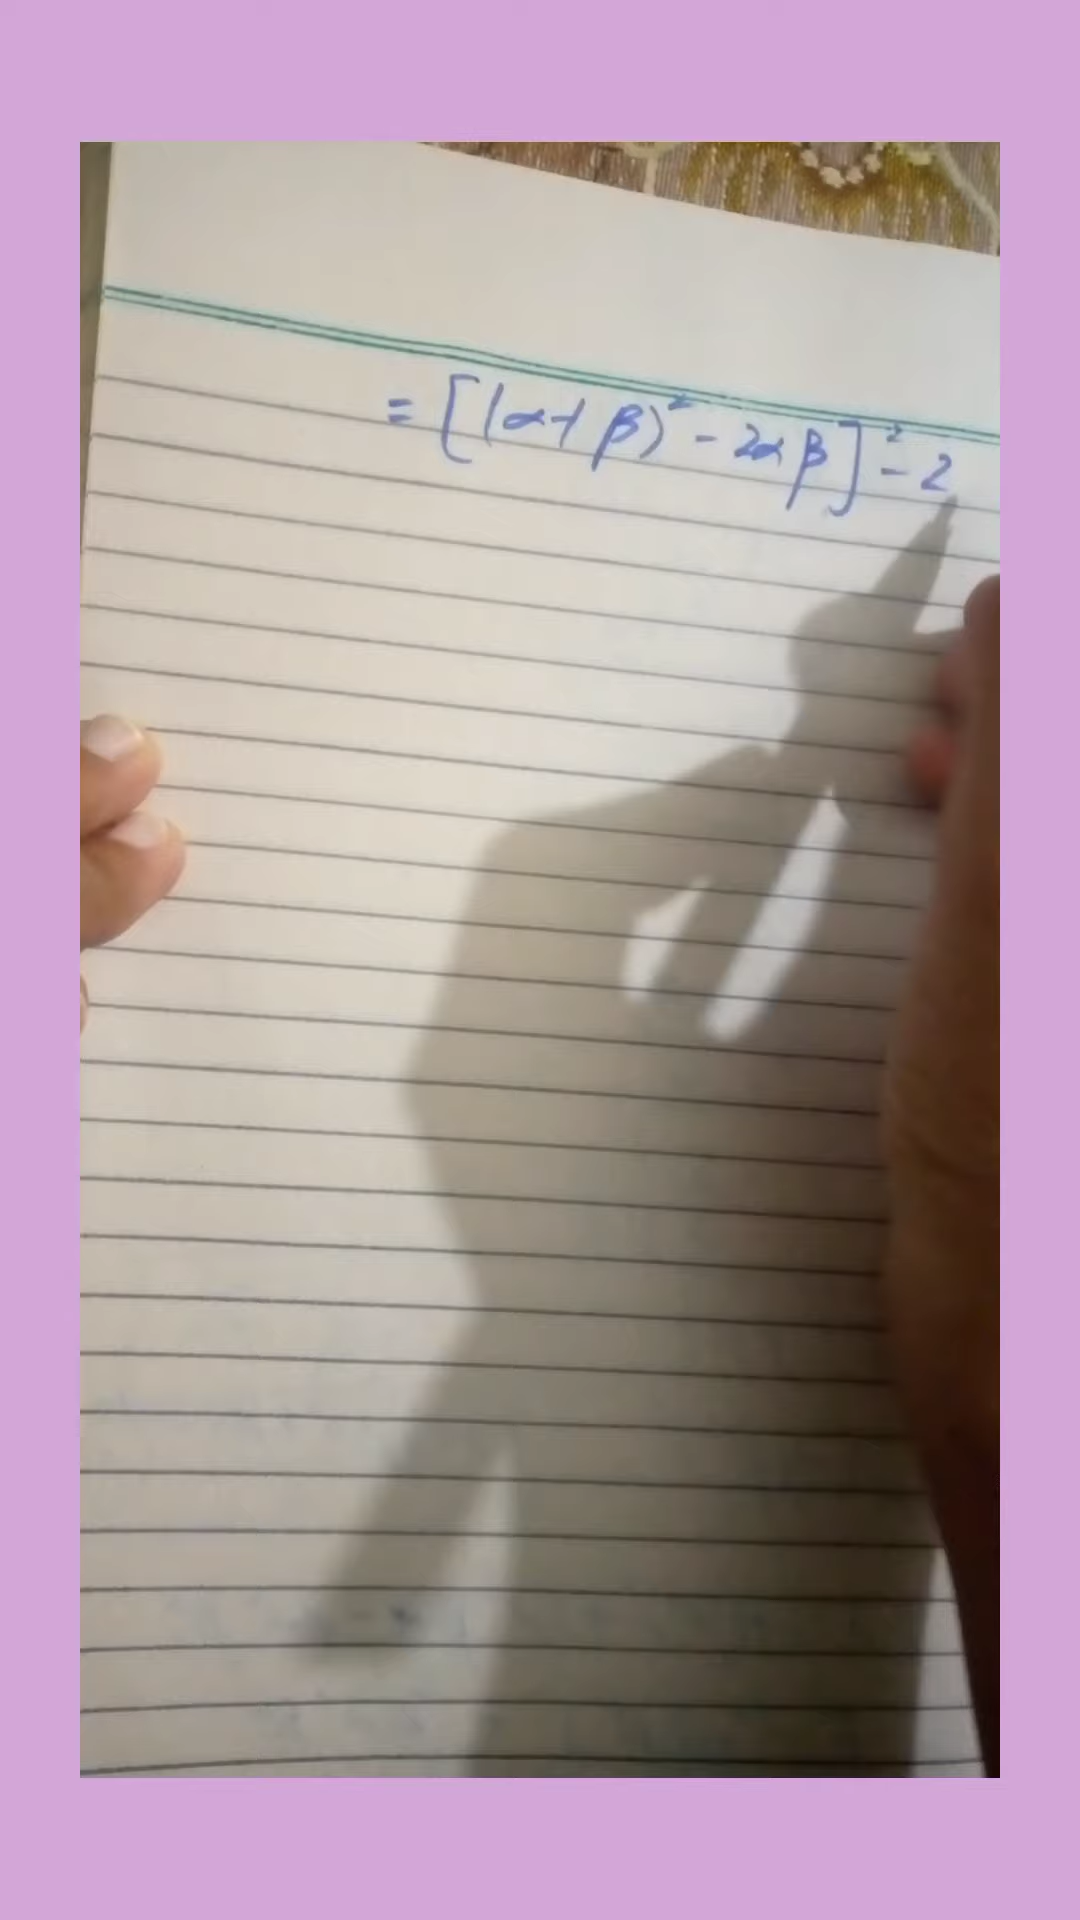 = [(α+β)² - 2αβ]² - 2